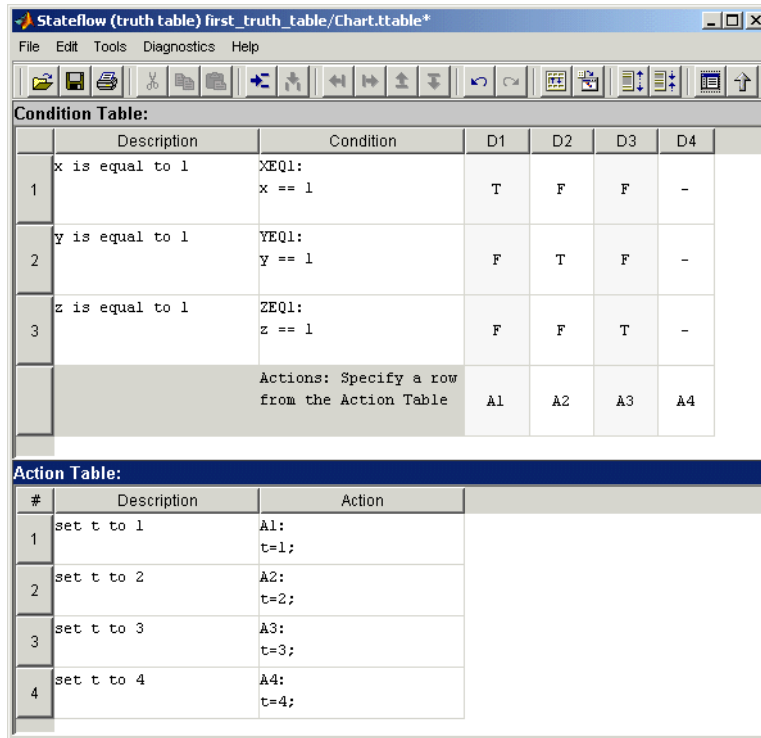 Stateflow (truth table) first_truth_table/Chart.ttable*
File Edit Tools Diagnostics Help
Condition Table:
Description Condition D1 D2 D3 D4
x is equal to 1 XEQ1:
1 x == 1 T F F -
y is equal to 1 YEQ1:
2 y == 1 F T F -
z is equal to 1 ZEQ1:
3 z == 1 F F T -
Actions: Specify a row
from the Action Table A1 A2 A3 A4
Action Table:
# Description Action
1 set t to 1 A1:
t=1;
2 set t to 2 A2:
t=2;
3 set t to 3 A3:
t=3;
4 set t to 4 A4:
t=4;